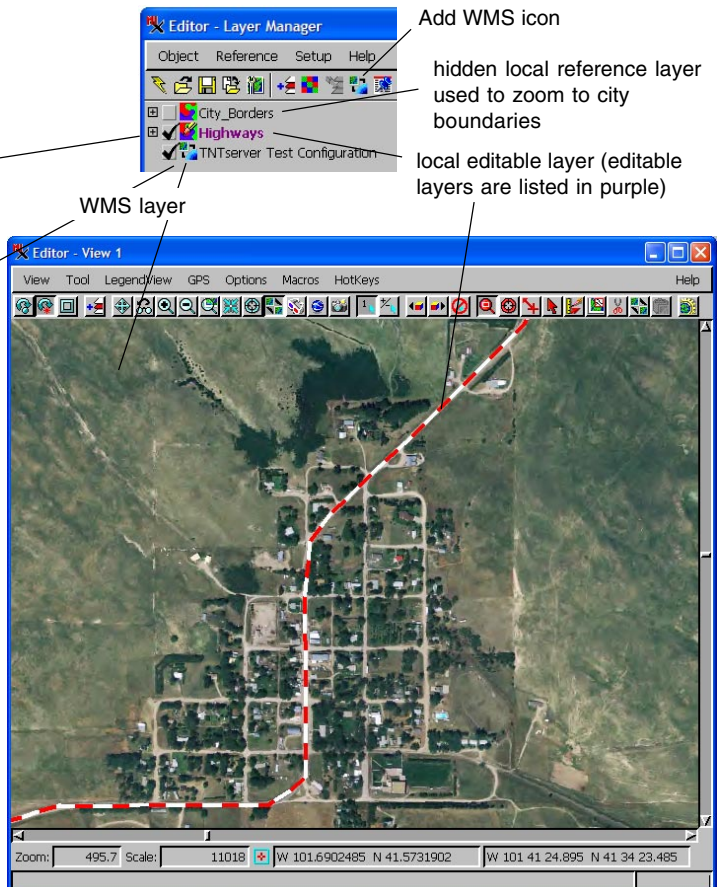 Editor - Layer Manager
Add WMS icon
Object Reference Setup Help
hidden local reference layer
used to zoom to city
boundaries
City_Borders
Highways
TNTserver Test Configuration
local editable layer (editable
layers are listed in purple)
WMS layer
Editor - View 1
View Tool LegendView GPS Options Macros HotKeys Help
Zoom: 495.7 Scale: 11018 W 101.6902485 N 41.5731902 W 101 41 24.895 N 41 34 23.485